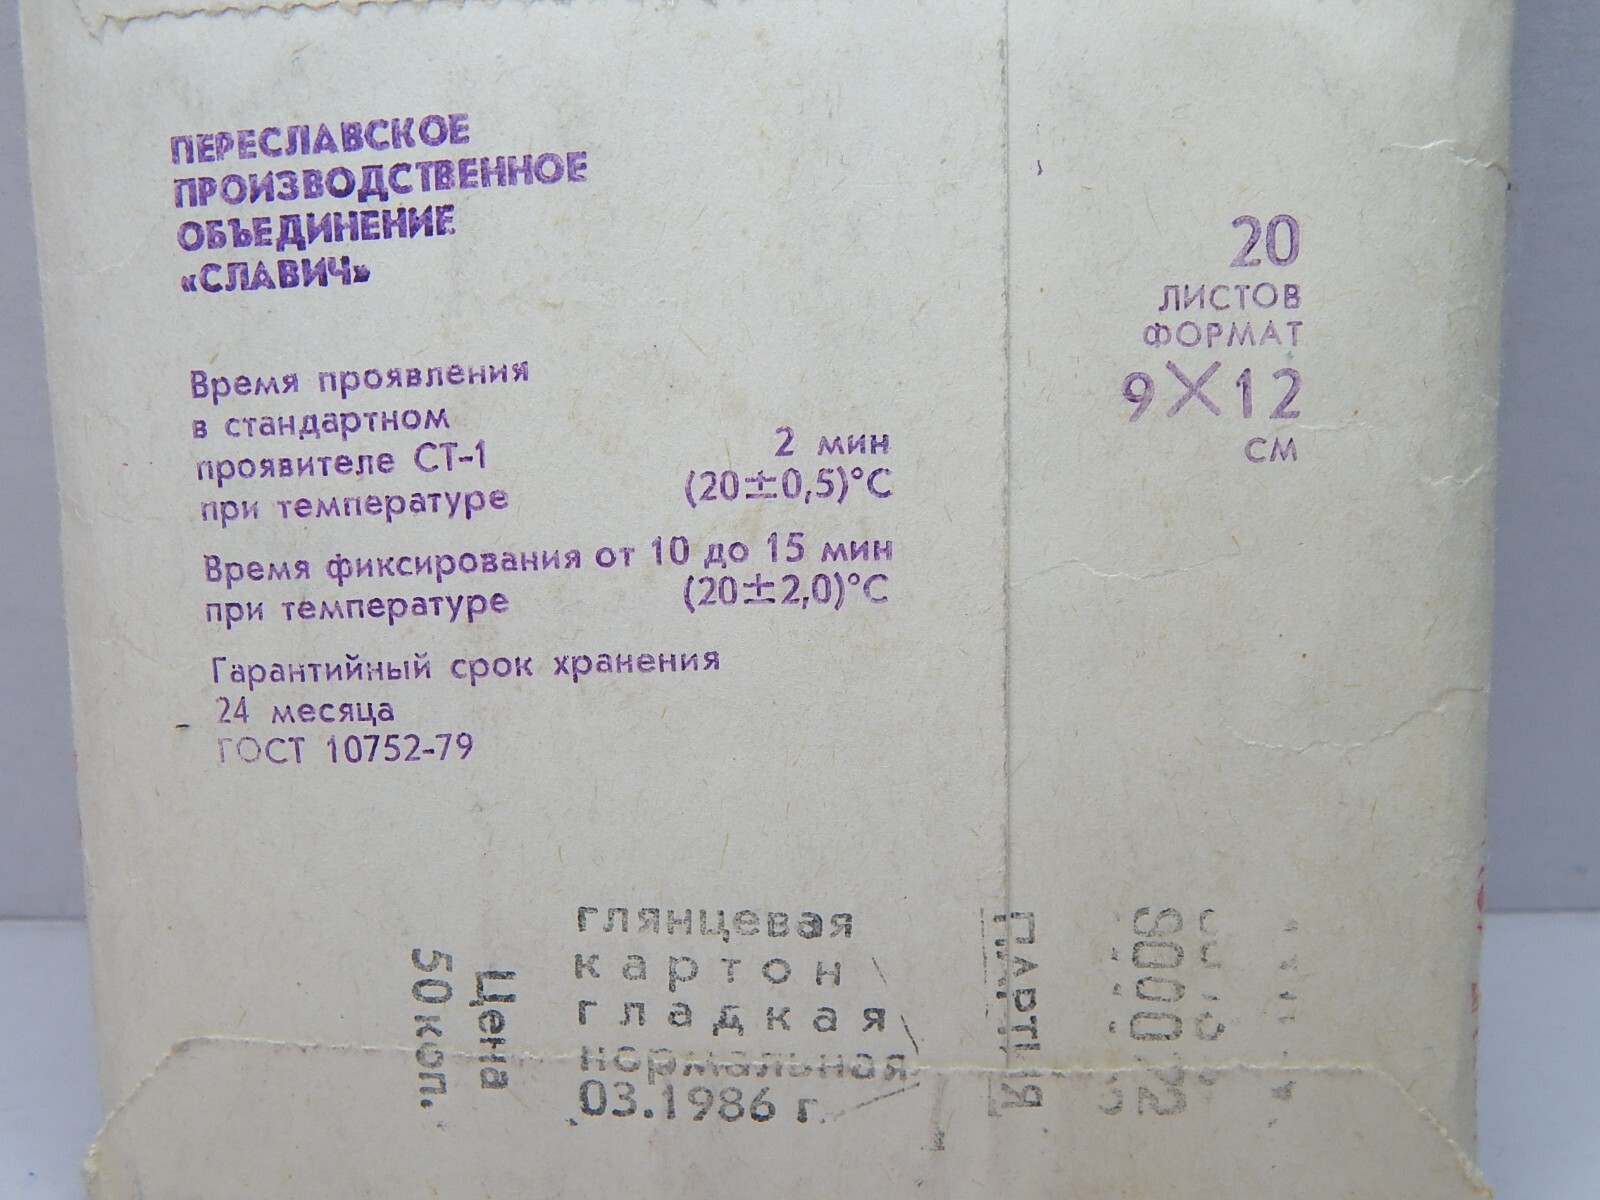 ПЕРЕСЛАВСКОЕ
ПРОИЗВОДСТВЕННОЕ
ОБЪЕДИНЕНИЕ
«СЛАВИЧ»
Время проявления
в стандартном
проявителе СТ-1 2 мин
при температуре (20±0,5)°С
Время фиксирования от 10 до 15 мин
при температуре (20±2,0)°С
Гарантийный срок хранения
24 месяца
ГОСТ 10752-79
20
ЛИСТОВ
ФОРМАТ
9×12
СМ
Цена
50 коп.
глянцевая
картон
гладкая
нормальная
03.1986 г.
ПАРТИЯ